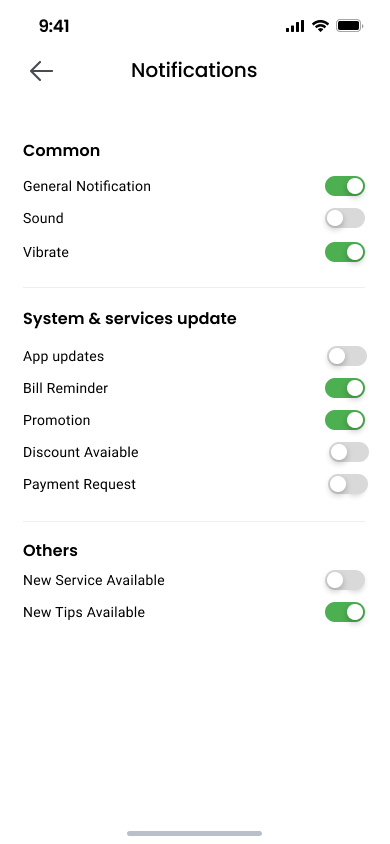 9:41
Notifications
Common
General Notification
Sound
Vibrate
System & services update
App updates
Bill Reminder
Promotion
Discount Avaiable
Payment Request
Others
New Service Available
New Tips Available